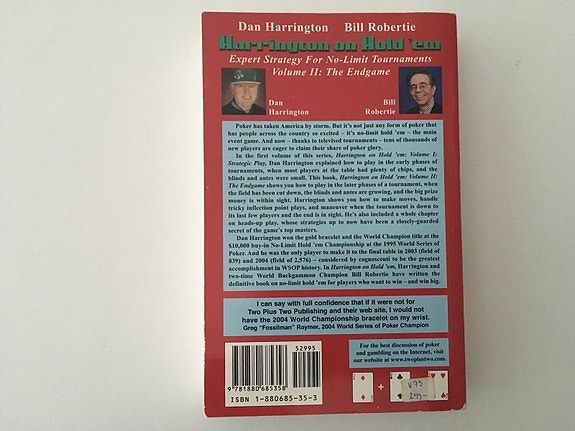 Dan Harrington Bill Robertie
Harrington on Hold 'em
Expert Strategy For No-Limit Tournaments
Volume II: The Endgame
Dan
Harrington
Bill
Robertie
Poker has taken America by storm. But it's not just any form of poker that
has people across the country so excited – it's no-limit hold 'em – the main
event game. And now – thanks to televised tournaments – tens of thousands of
new players are eager to claim their share of poker glory.
In the first volume of this series, Harrington on Hold 'em: Volume I:
Strategic Play, Dan Harrington explained how to play in the early phases of
tournaments, when most players at the table had plenty of chips, and the
blinds and antes were small. This book, Harrington on Hold 'em: Volume II:
The Endgame shows you how to play in the later phases of a tournament, when
the field has been cut down, the blinds and antes are growing, and the big prize
money is within sight. Harrington shows you how to make moves, handle
tricky inflection point plays, and maneuver when the tournament is down to
its last few players and the end is in sight. He's also included a whole chapter
on heads-up play, whose strategies up to now have been a closely-guarded
secret of the game's top masters.
Dan Harrington won the gold bracelet and the World Champion title at the
$10,000 buy-in No-Limit Hold 'em Championship at the 1995 World Series of
Poker. And he was the only player to make it to the final table in 2003 (field of
839) and 2004 (field of 2,576) – considered by cognoscenti to be the greatest
accomplishment in WSOP history. In Harrington on Hold 'em, Harrington and
two-time World Backgammon Champion Bill Robertie have written the
definitive book on no-limit hold 'em for players who want to win – and win big.
I can say with full confidence that if it were not for
Two Plus Two Publishing and their web site, I would not
have the 2004 World Championship bracelet on my wrist.
Greg "Fossilman" Raymer, 2004 World Series of Poker Champion
52995
9 781880 685358
ISBN 1-880685-35-3
For the best discussion of poker
and gambling on the Internet, visit
our website at www.twoplustwo.com.
+
V73
299-